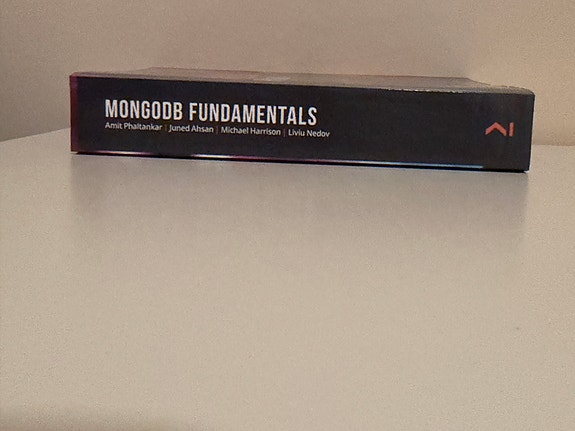 MONGODB FUNDAMENTALS
Amit Phaltankar | Juned Ahsan | Michael Harrison | Liviu Nedov